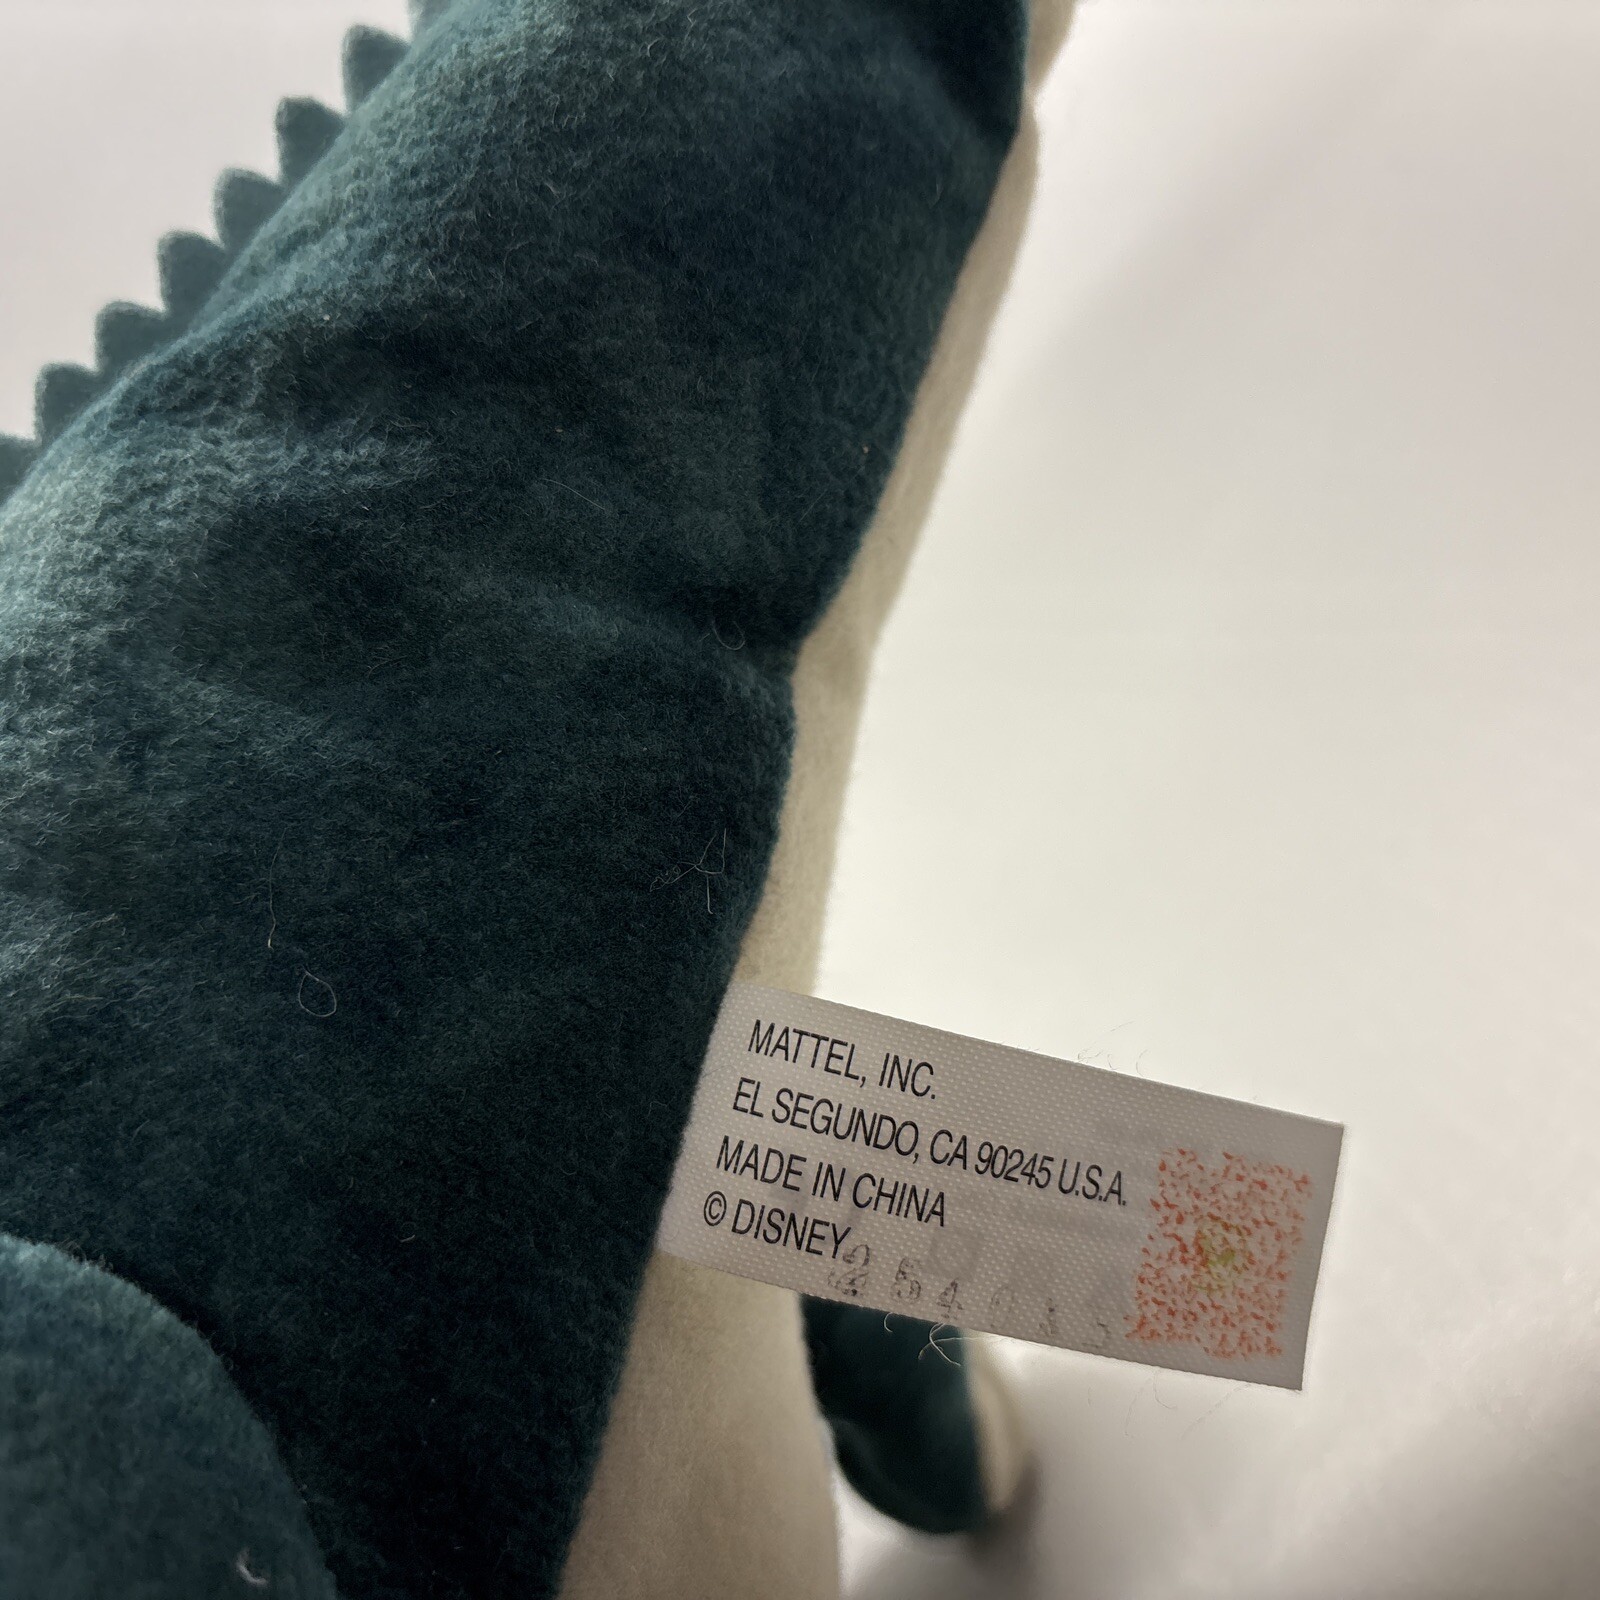 MATTEL, INC.
EL SEGUNDO, CA 90245 U.S.A.
MADE IN CHINA
© DISNEY